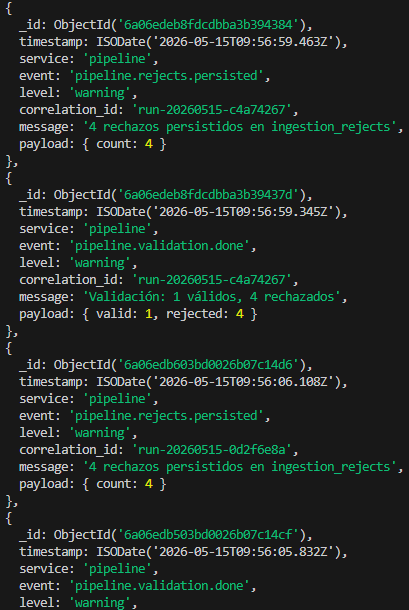 {
  _id: ObjectId('6a06edeb8fdcdbba3b394384'),
  timestamp: ISODate('2026-05-15T09:56:59.463Z'),
  service: 'pipeline',
  event: 'pipeline.rejects.persisted',
  level: 'warning',
  correlation_id: 'run-20260515-c4a74267',
  message: '4 rechazos persistidos en ingestion_rejects',
  payload: { count: 4 }
},
{
  _id: ObjectId('6a06edeb8fdcdbba3b39437d'),
  timestamp: ISODate('2026-05-15T09:56:59.345Z'),
  service: 'pipeline',
  event: 'pipeline.validation.done',
  level: 'warning',
  correlation_id: 'run-20260515-c4a74267',
  message: 'Validación: 1 válidos, 4 rechazados',
  payload: { valid: 1, rejected: 4 }
},
{
  _id: ObjectId('6a06edb603bd0026b07c14d6'),
  timestamp: ISODate('2026-05-15T09:56:06.108Z'),
  service: 'pipeline',
  event: 'pipeline.rejects.persisted',
  level: 'warning',
  correlation_id: 'run-20260515-0d2f6e8a',
  message: '4 rechazos persistidos en ingestion_rejects',
  payload: { count: 4 }
},
{
  _id: ObjectId('6a06edb503bd0026b07c14cf'),
  timestamp: ISODate('2026-05-15T09:56:05.832Z'),
  service: 'pipeline',
  event: 'pipeline.validation.done',
  level: 'warning',